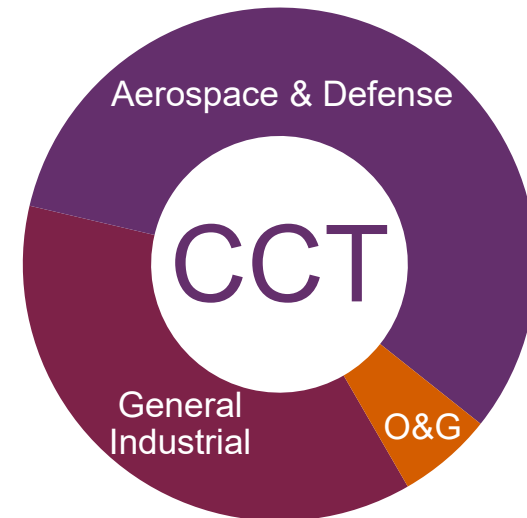 Aerospace & Defense
CCT
General
Industrial
O&G